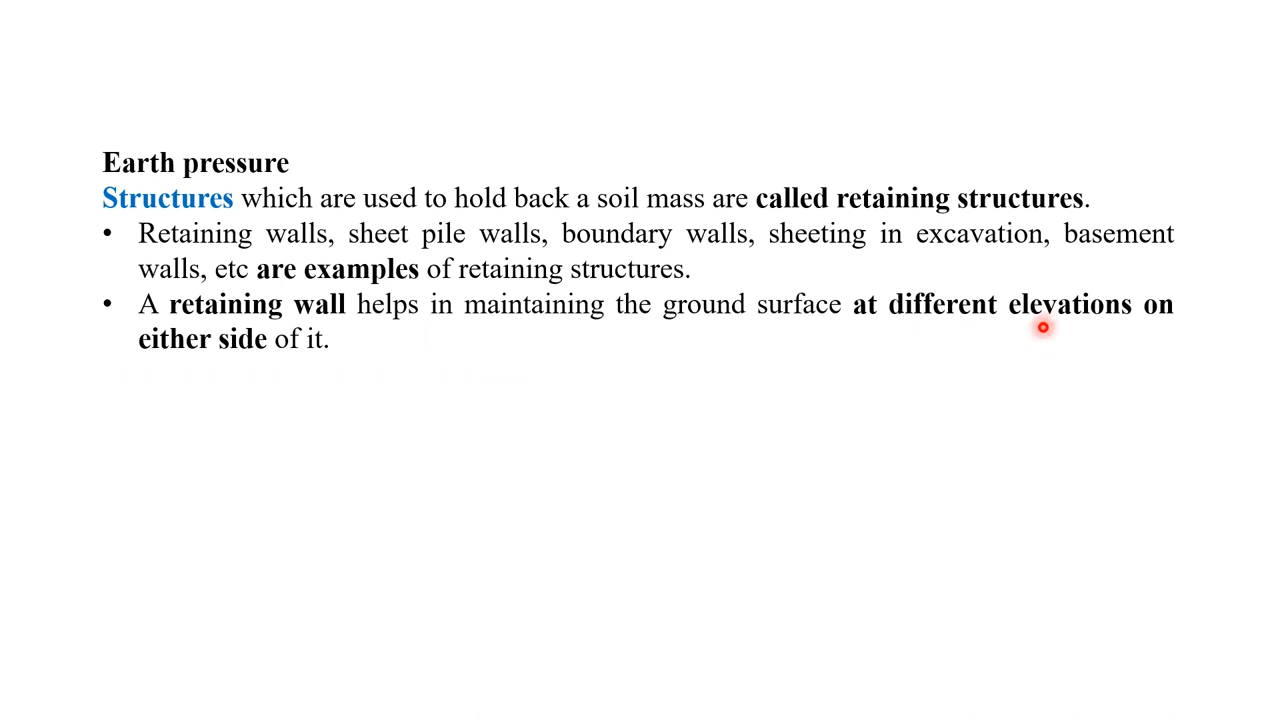 Earth pressure
Structures which are used to hold back a soil mass are called retaining structures.
• Retaining walls, sheet pile walls, boundary walls, sheeting in excavation, basement
walls, etc are examples of retaining structures.
• A retaining wall helps in maintaining the ground surface at different elevations on
either side of it.